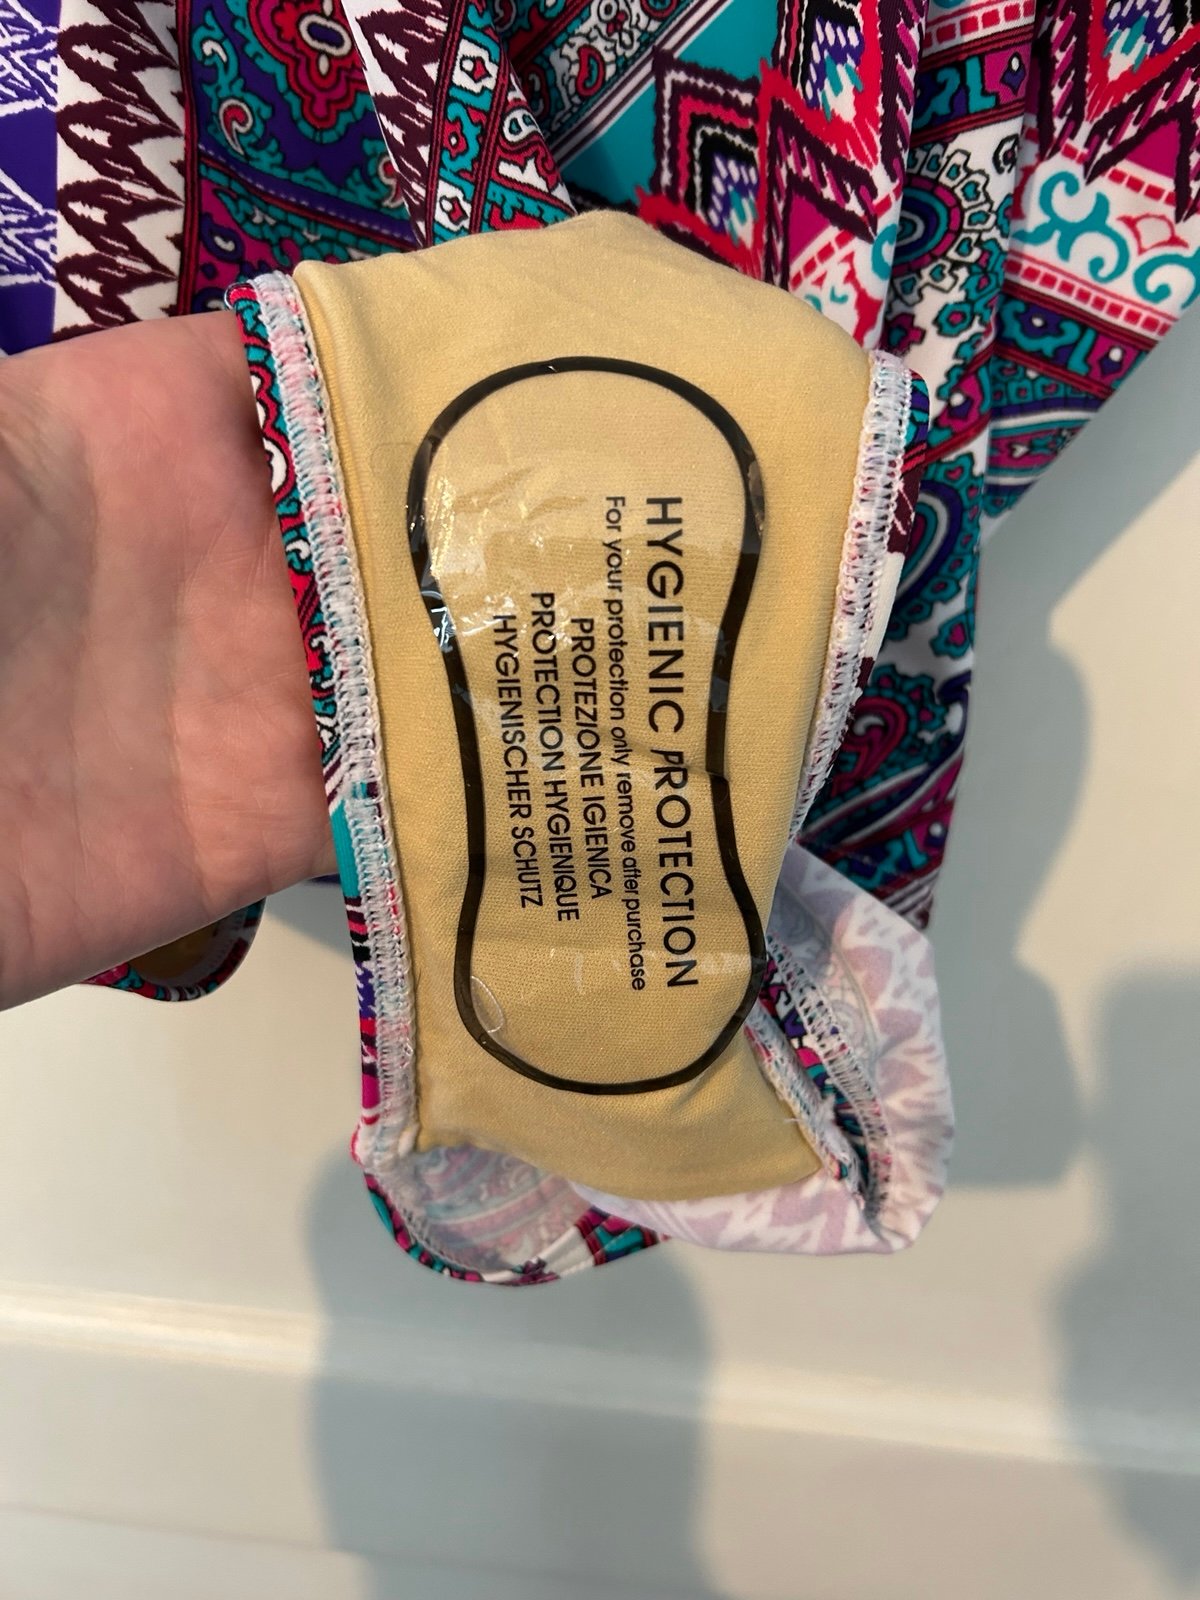 HYGIENIC PROTECTION
For your protection only remove after purchase
PROTEZIONE IGIENICA
PROTECTION HYGIENIQUE
HYGIENISCHER SCHUTZ